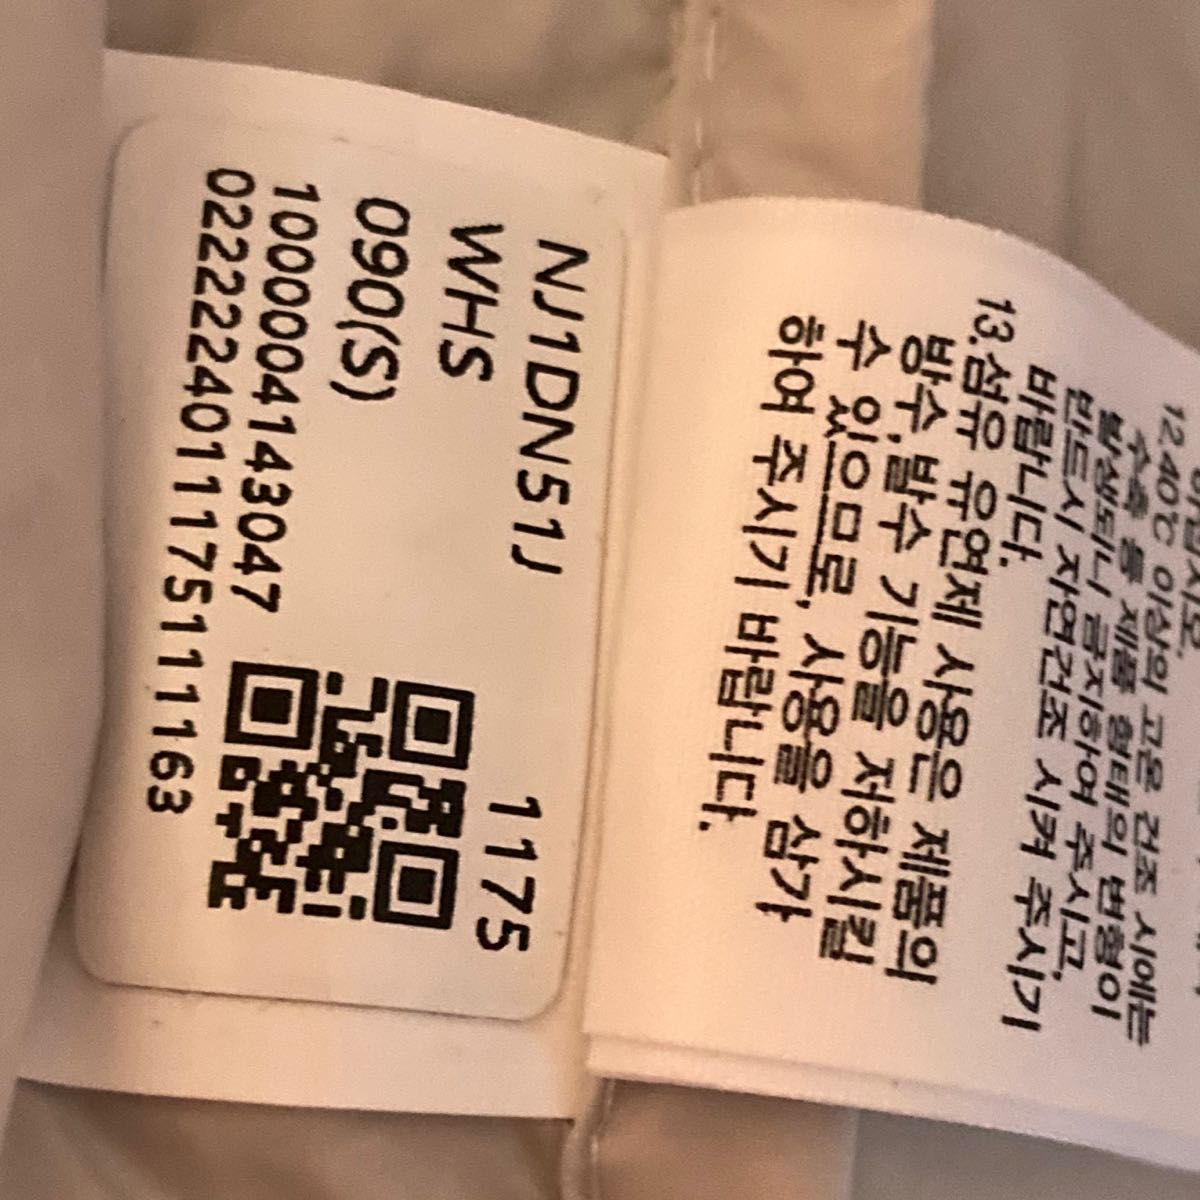 NJ1DN51J 1175
WHS
090(S)
10000414 3047
0222240111751111163
12.40℃ 이상의 고온 건조 시에는
수축 등 제품 형태의 변형이
발생되니 금지하여 주시고,
반드시 자연건조 시켜 주시기
바랍니다.
13.섬유 유연제 사용은 제품의
방수,발수 기능을 저하시킬
수 있으므로, 사용을 삼가
하여 주시기 바랍니다.